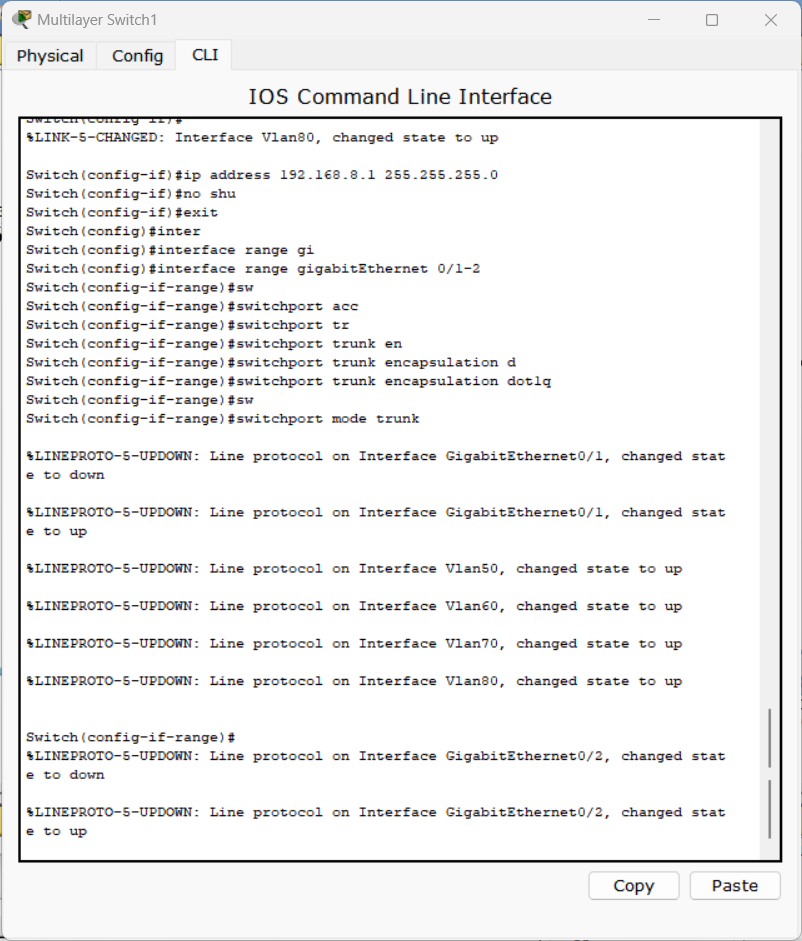 Multilayer Switch1
Physical Config CLI
IOS Command Line Interface
Switch(config-if)#
%LINK-5-CHANGED: Interface Vlan80, changed state to up
Switch(config-if)#ip address 192.168.8.1 255.255.255.0
Switch(config-if)#no shu
Switch(config-if)#exit
Switch(config)#inter
Switch(config)#interface range gi
Switch(config)#interface range gigabitEthernet 0/1-2
Switch(config-if-range)#sw
Switch(config-if-range)#switchport acc
Switch(config-if-range)#switchport tr
Switch(config-if-range)#switchport trunk en
Switch(config-if-range)#switchport trunk encapsulation d
Switch(config-if-range)#switchport trunk encapsulation dot1q
Switch(config-if-range)#sw
Switch(config-if-range)#switchport mode trunk
%LINEPROTO-5-UPDOWN: Line protocol on Interface GigabitEthernet0/1, changed stat
e to down
%LINEPROTO-5-UPDOWN: Line protocol on Interface GigabitEthernet0/1, changed stat
e to up
%LINEPROTO-5-UPDOWN: Line protocol on Interface Vlan50, changed state to up
%LINEPROTO-5-UPDOWN: Line protocol on Interface Vlan60, changed state to up
%LINEPROTO-5-UPDOWN: Line protocol on Interface Vlan70, changed state to up
%LINEPROTO-5-UPDOWN: Line protocol on Interface Vlan80, changed state to up
Switch(config-if-range)#
%LINEPROTO-5-UPDOWN: Line protocol on Interface GigabitEthernet0/2, changed stat
e to down
%LINEPROTO-5-UPDOWN: Line protocol on Interface GigabitEthernet0/2, changed stat
e to up
Copy Paste